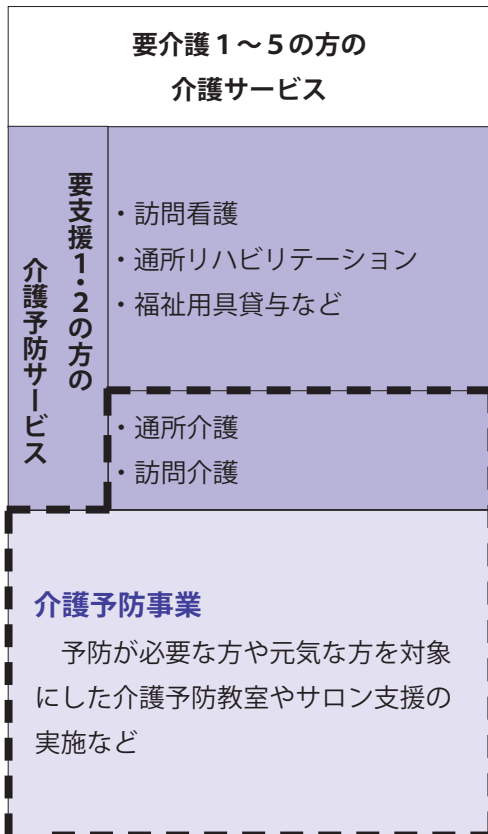 要介護1～5の方の
介護サービス
要支援1・2の方の
介護予防サービス
・訪問看護
・通所リハビリテーション
・福祉用具貸与など
・通所介護
・訪問介護
介護予防事業
　予防が必要な方や元気な方を対象
にした介護予防教室やサロン支援の
実施など